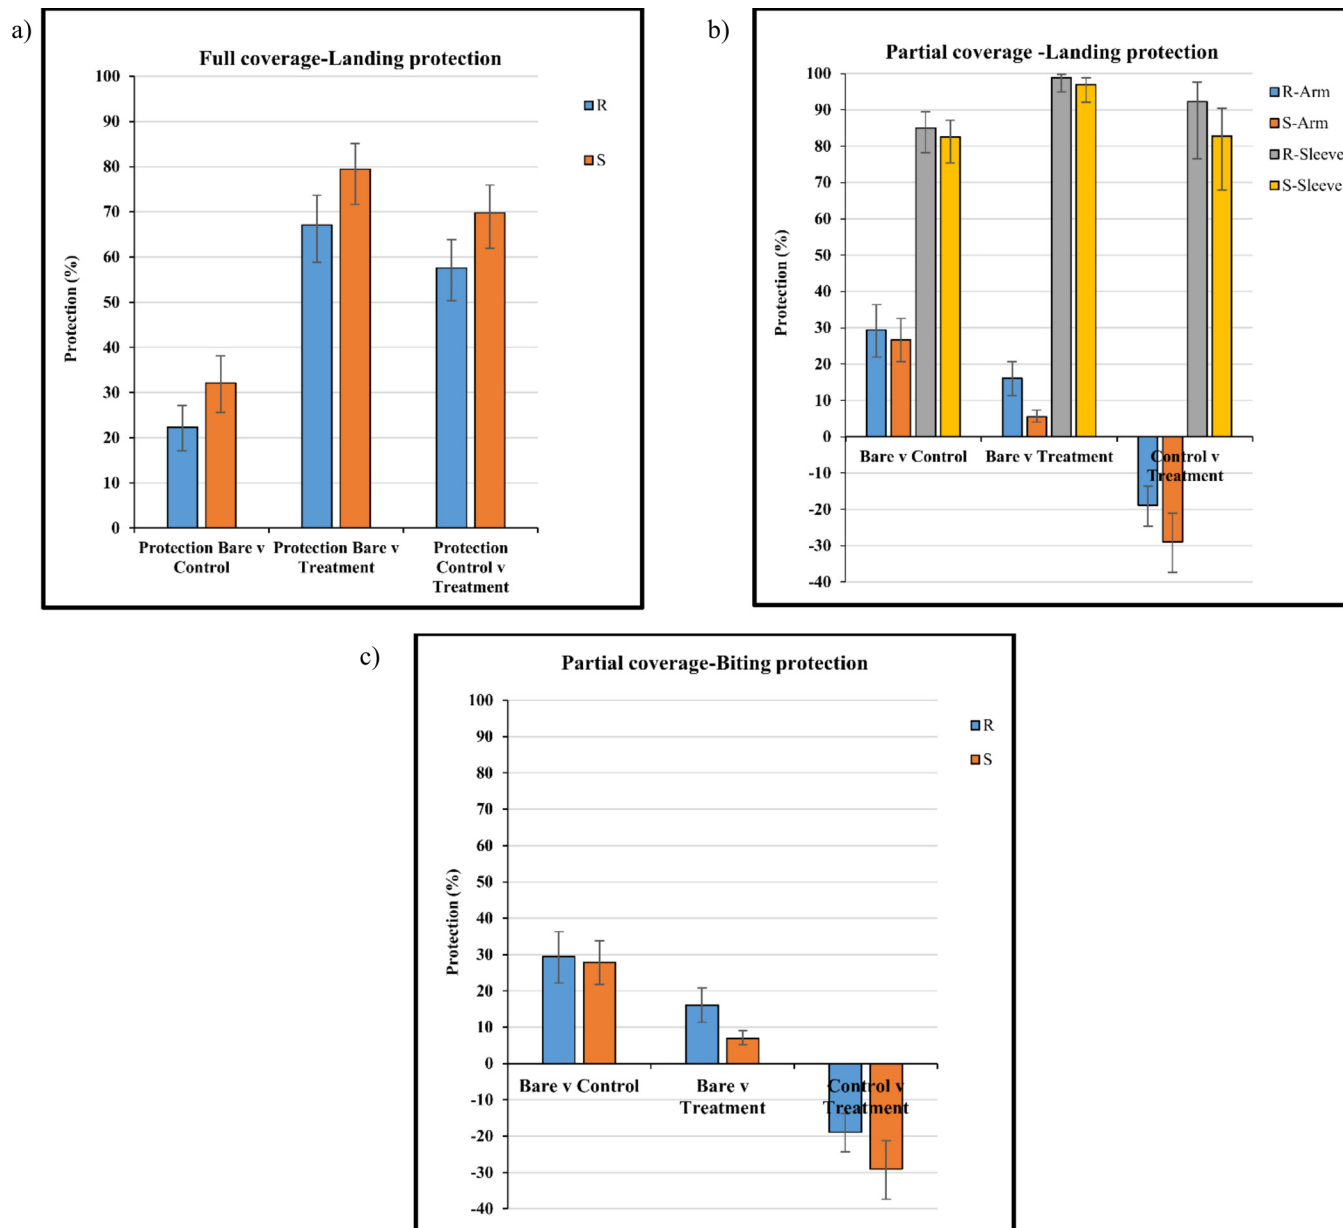 a)
Full coverage-Landing protection
100
90
80
70
60
50
40
30
20
10
0
Protection (%)
R
S
Protection Bare v
Control
Protection Bare v
Treatment
Protection
Control v
Treatment
b)
Partial coverage -Landing protection
100
90
80
70
60
50
40
30
20
10
0
-10
-20
-30
-40
Protection (%)
R-Arm
S-Arm
R-Sleeve
S-Sleeve
Bare v Control
Bare v Treatment
Control v
Treatment
c)
Partial coverage-Biting protection
100
90
80
70
60
50
40
30
20
10
0
-10
-20
-30
-40
Protection (%)
R
S
Bare v Control
Bare v
Treatment
Control v
Treatment